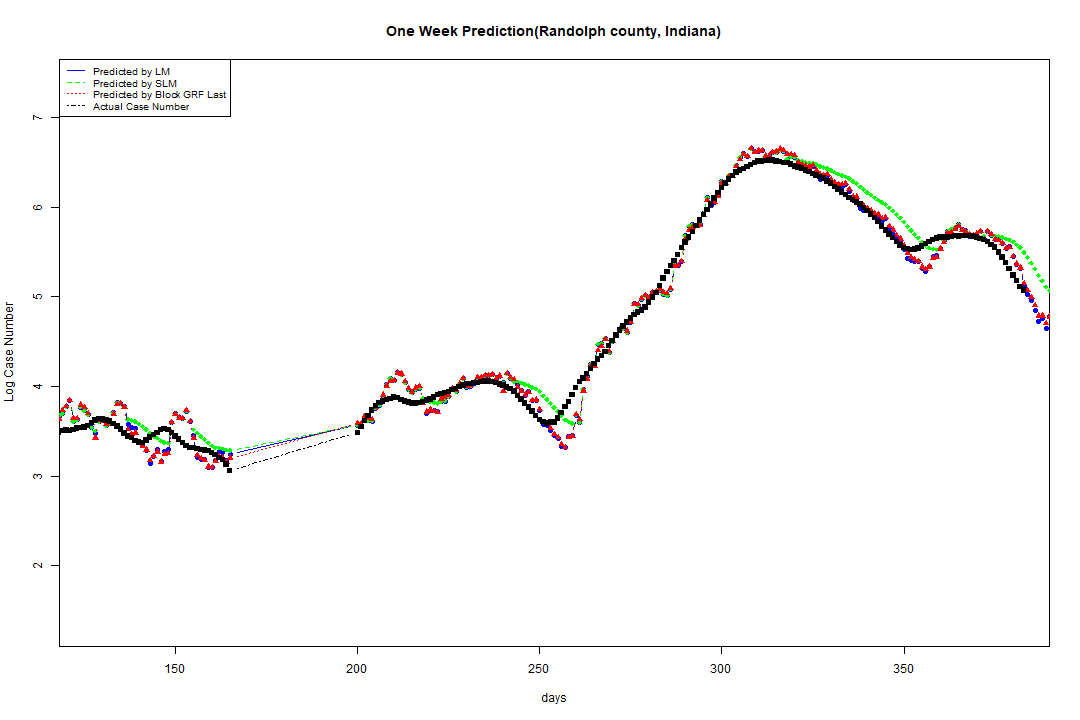 One Week Prediction(Randolph county, Indiana)
Predicted by LM
Predicted by SLM
Predicted by Block GRF Last
Actual Case Number
7
6
5
4
3
2
Log Case Number
150 200 250 300 350
days